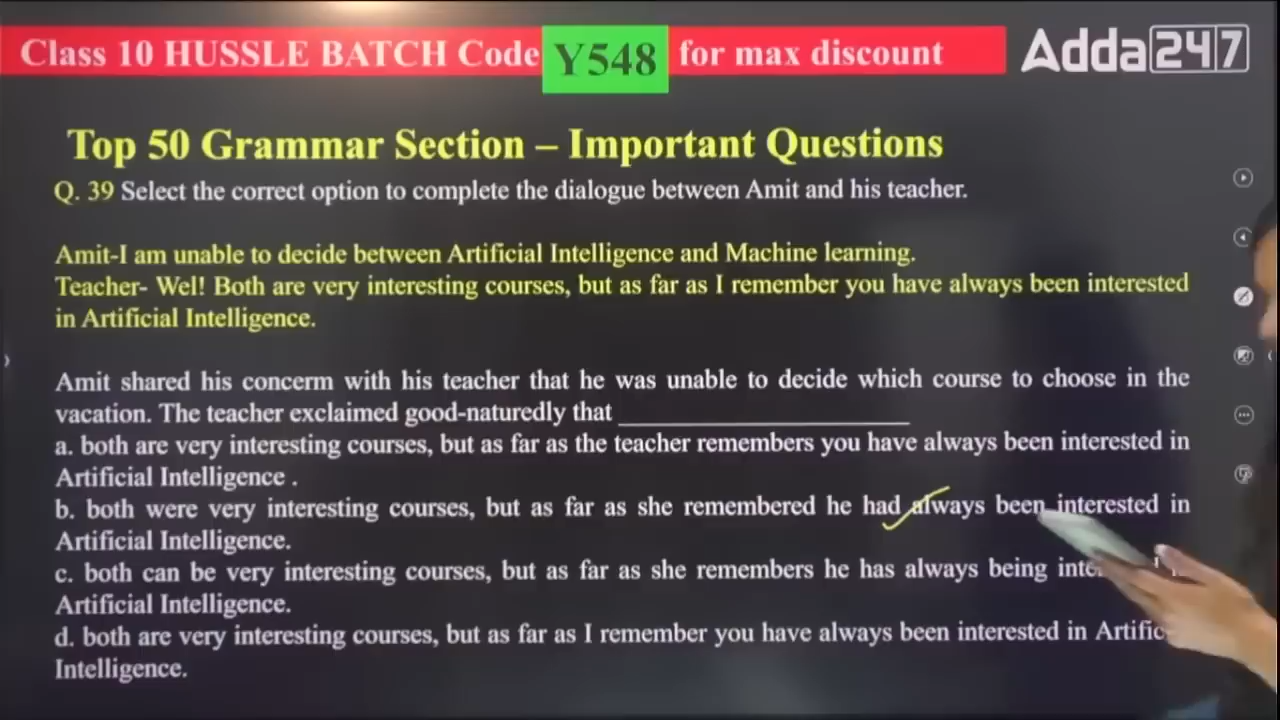 Class 10 HUSSLE BATCH Code Y548 for max discount
Adda247
Top 50 Grammar Section – Important Questions
Q. 39 Select the correct option to complete the dialogue between Amit and his teacher.
Amit-I am unable to decide between Artificial Intelligence and Machine learning.
Teacher- Wel! Both are very interesting courses, but as far as I remember you have always been interested
in Artificial Intelligence.
Amit shared his concerm with his teacher that he was unable to decide which course to choose in the
vacation. The teacher exclaimed good-naturedly that
a. both are very interesting courses, but as far as the teacher remembers you have always been interested in
Artificial Intelligence .
b. both were very interesting courses, but as far as she remembered he had always been interested in
Artificial Intelligence.
c. both can be very interesting courses, but as far as she remembers he has always being
Artificial Intelligence.
d. both are very interesting courses, but as far as I remember you have always been interested in
Intelligence.